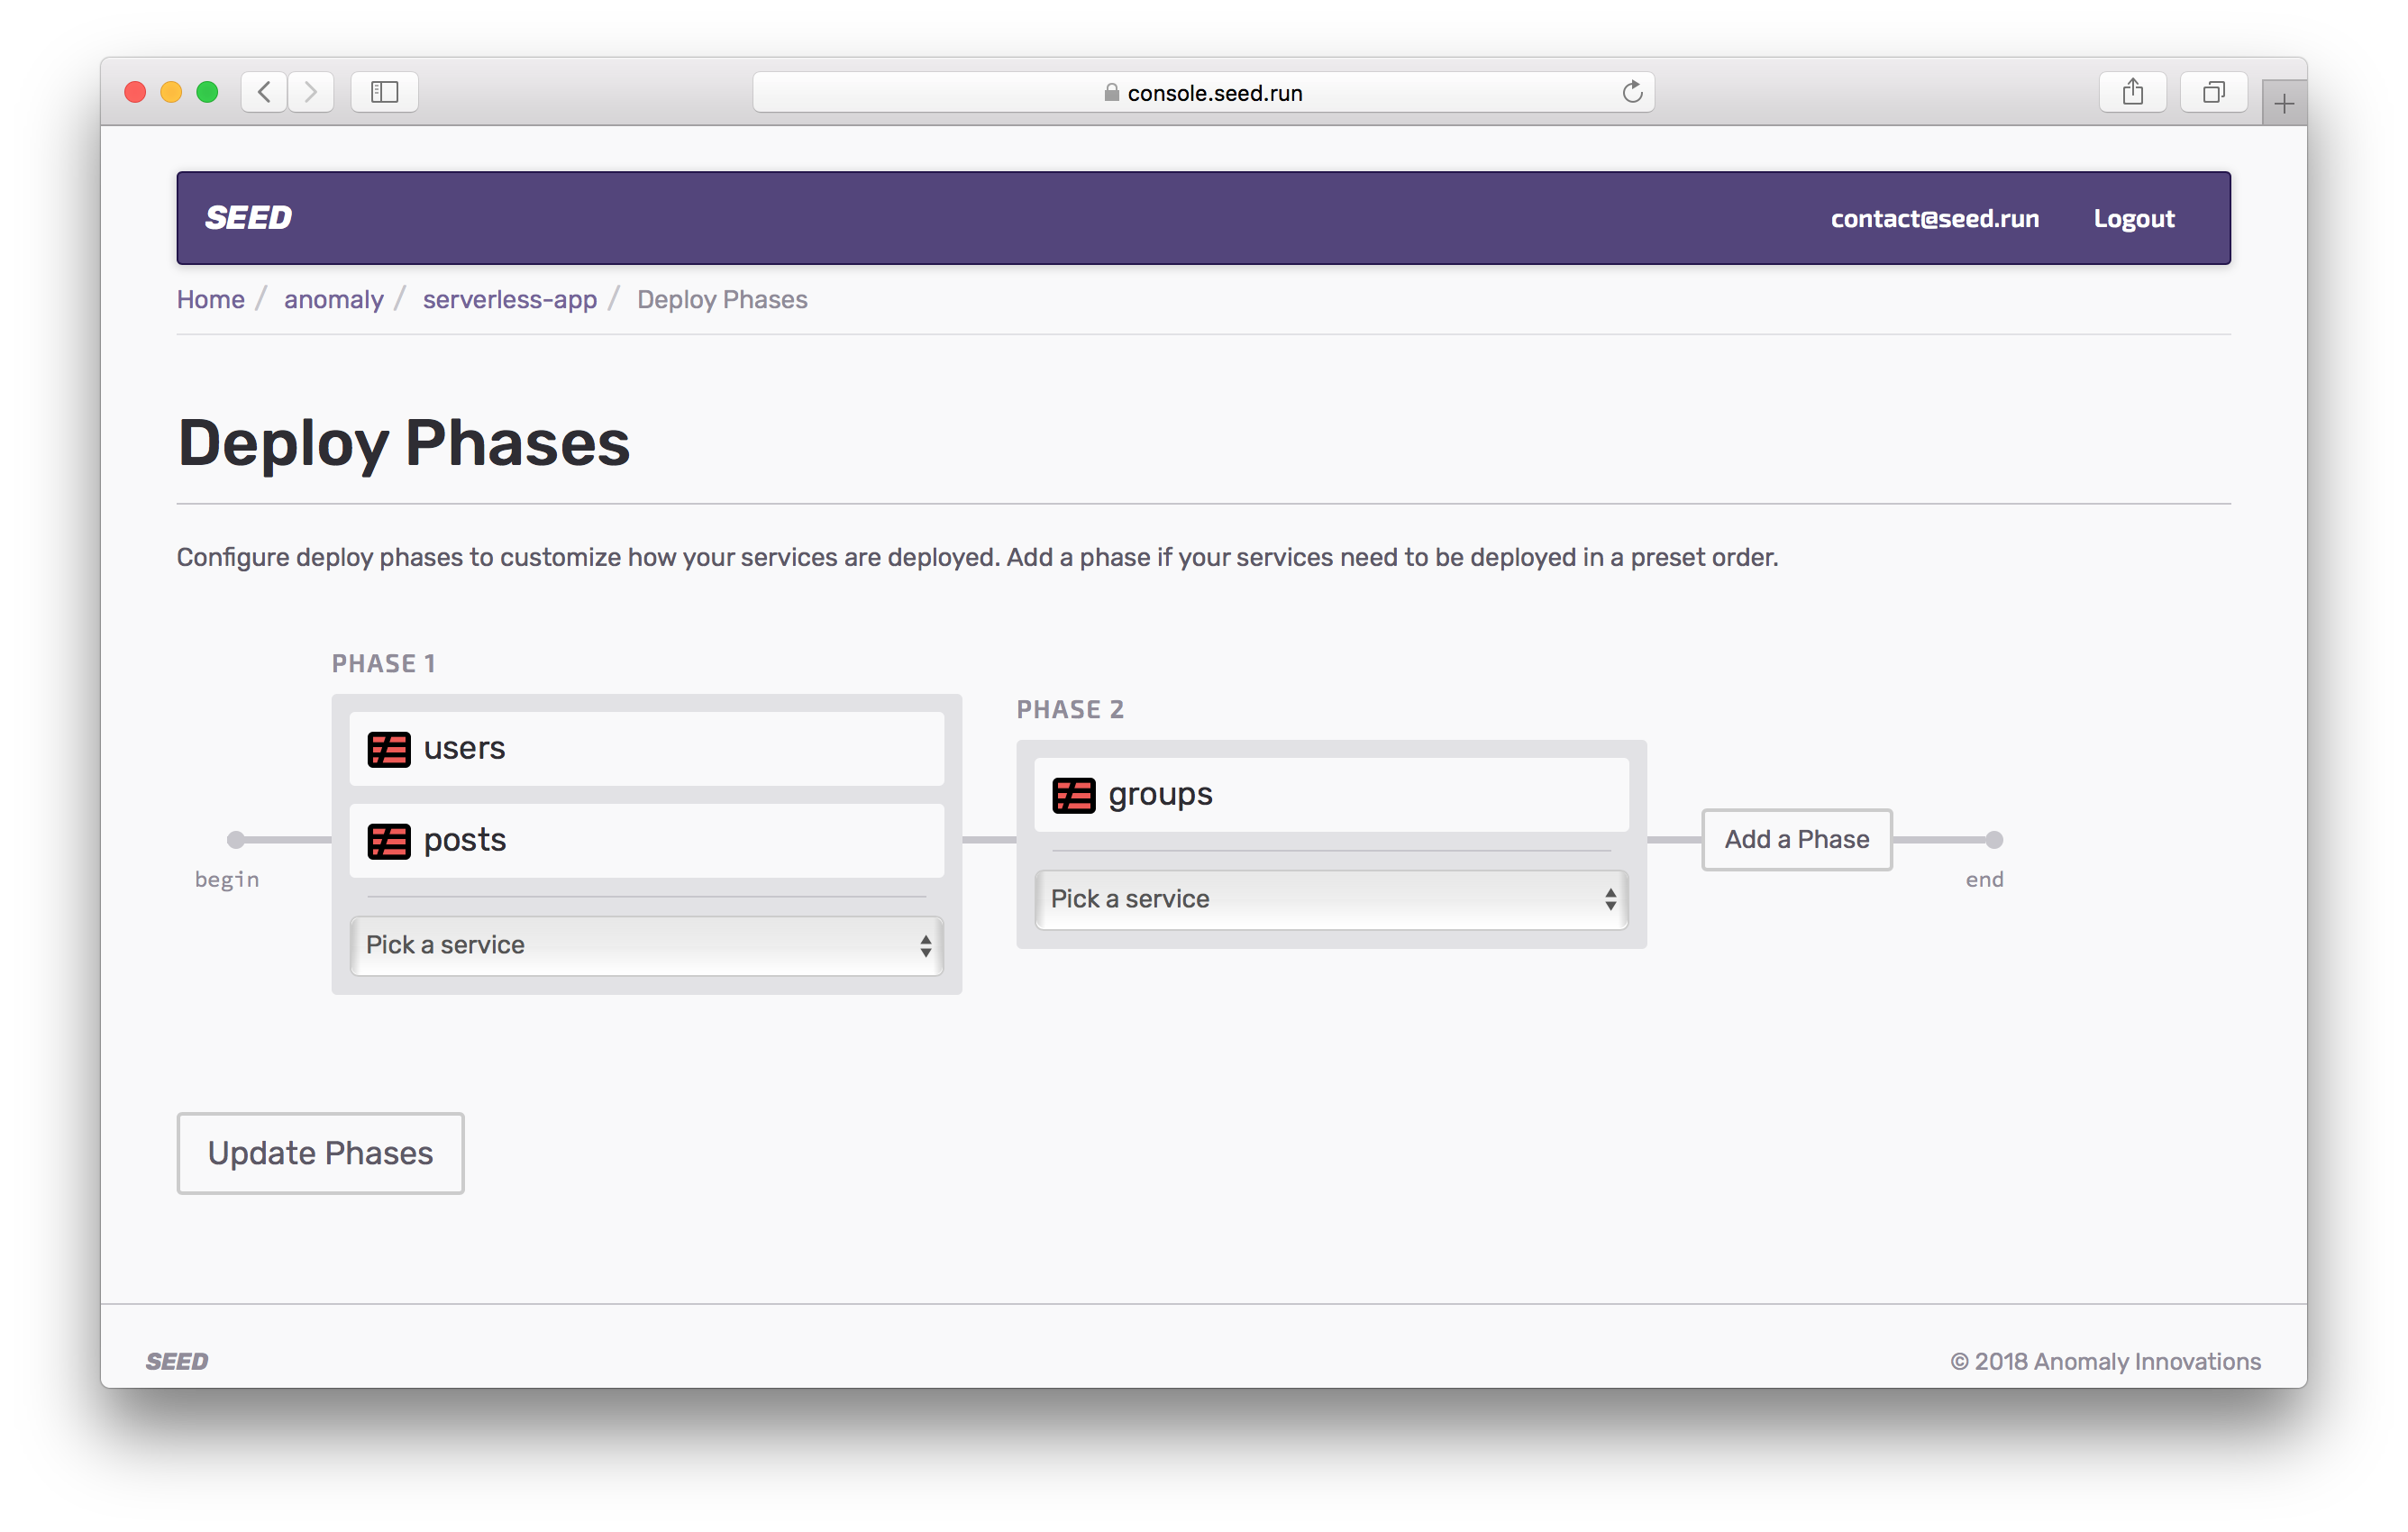 console.seed.run
SEED
contact@seed.run Logout
Home / anomaly / serverless-app / Deploy Phases
Deploy Phases
Configure deploy phases to customize how your services are deployed. Add a phase if your services need to be deployed in a preset order.
begin
PHASE 1
users
posts
Pick a service
PHASE 2
groups
Pick a service
Add a Phase
end
Update Phases
SEED
© 2018 Anomaly Innovations